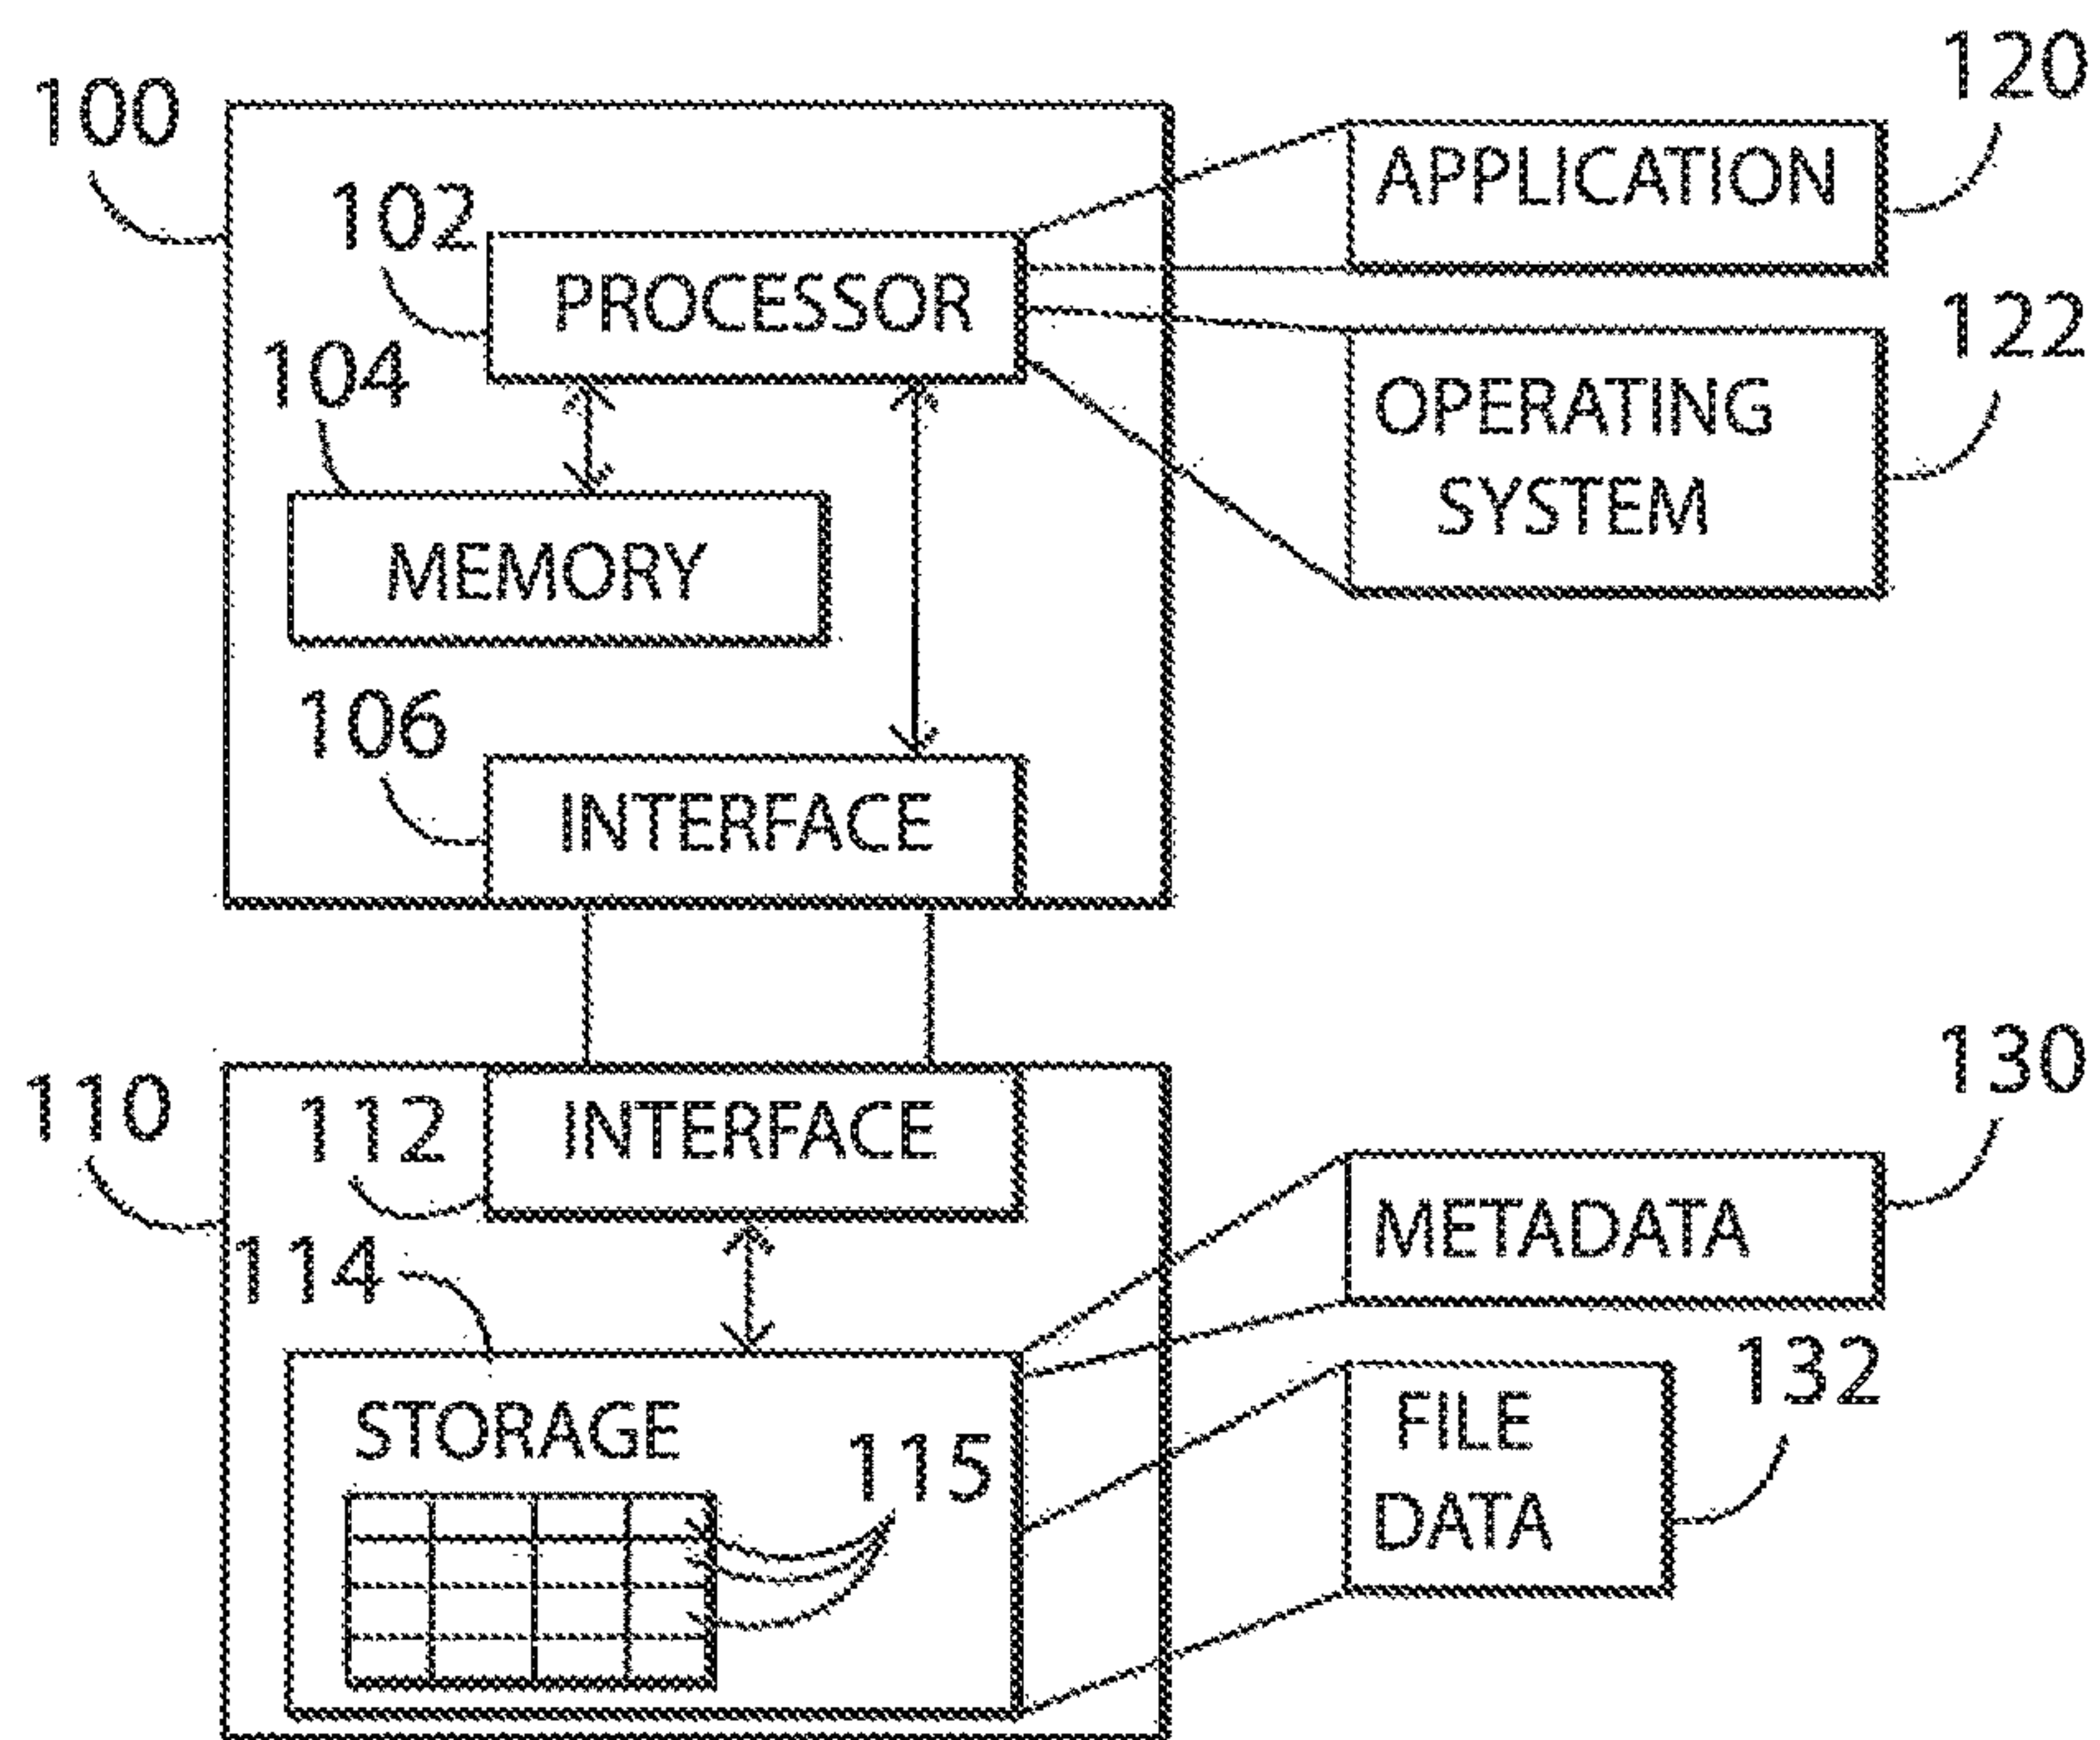 100
120
102
APPLICATION
PROCESSOR
122
104
OPERATING
SYSTEM
MEMORY
106
INTERFACE
130
110
112
INTERFACE
METADATA
114
132
STORAGE
FILE
115
DATA